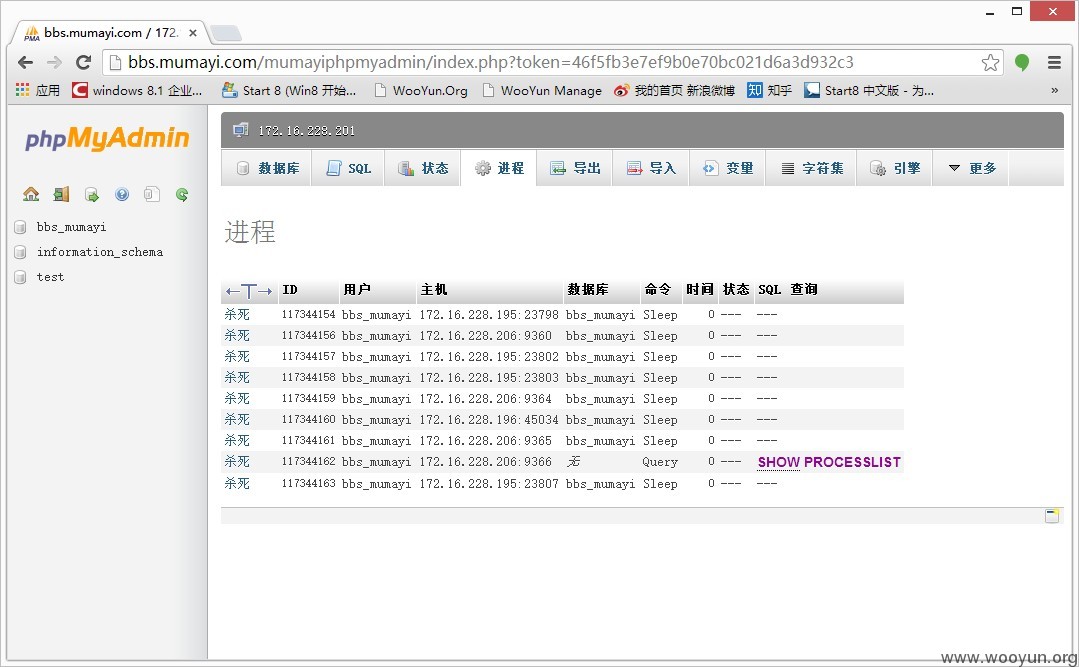 bbs.mumayi.com / 172.
bbs.mumayi.com/mumayiphpmyadmin/index.php?token=46f5fb3e7ef9b0e70bc021d6a3d932c3
应用 windows 8.1 企业... Start 8 (Win8 开始... WooYun.Org WooYun Manage 我的首页 新浪微博 知乎 Start8 中文版 - 为... »
phpMyAdmin
172.16.228.201
数据库 SQL 状态 进程 导出 导入 变量 字符集 引擎 更多
bbs_mumayi
information_schema
test
进程
←T→ ID 用户 主机 数据库 命令 时间 状态 SQL 查询
杀死 117344154 bbs_mumayi 172.16.228.195:23798 bbs_mumayi Sleep 0 --- ---
杀死 117344156 bbs_mumayi 172.16.228.206:9360 bbs_mumayi Sleep 0 --- ---
杀死 117344157 bbs_mumayi 172.16.228.195:23802 bbs_mumayi Sleep 0 --- ---
杀死 117344158 bbs_mumayi 172.16.228.195:23803 bbs_mumayi Sleep 0 --- ---
杀死 117344159 bbs_mumayi 172.16.228.206:9364 bbs_mumayi Sleep 0 --- ---
杀死 117344160 bbs_mumayi 172.16.228.196:45034 bbs_mumayi Sleep 0 --- ---
杀死 117344161 bbs_mumayi 172.16.228.206:9365 bbs_mumayi Sleep 0 --- ---
杀死 117344162 bbs_mumayi 172.16.228.206:9366 无 Query 0 --- SHOW PROCESSLIST
杀死 117344163 bbs_mumayi 172.16.228.195:23807 bbs_mumayi Sleep 0 --- ---
www.wooyun.org